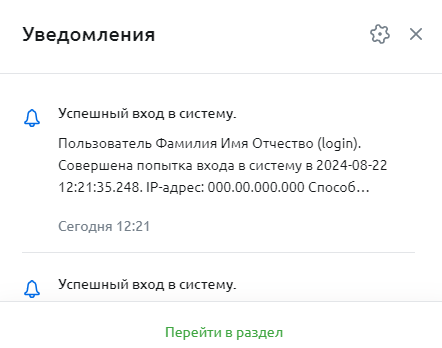 Уведомления
Успешный вход в систему.
Пользователь Фамилия Имя Отчество (login).
Совершена попытка входа в систему в 2024-08-22
12:21:35.248. IP-адрес: 000.00.000.000 Способ...
Сегодня 12:21
Успешный вход в систему.
Перейти в раздел